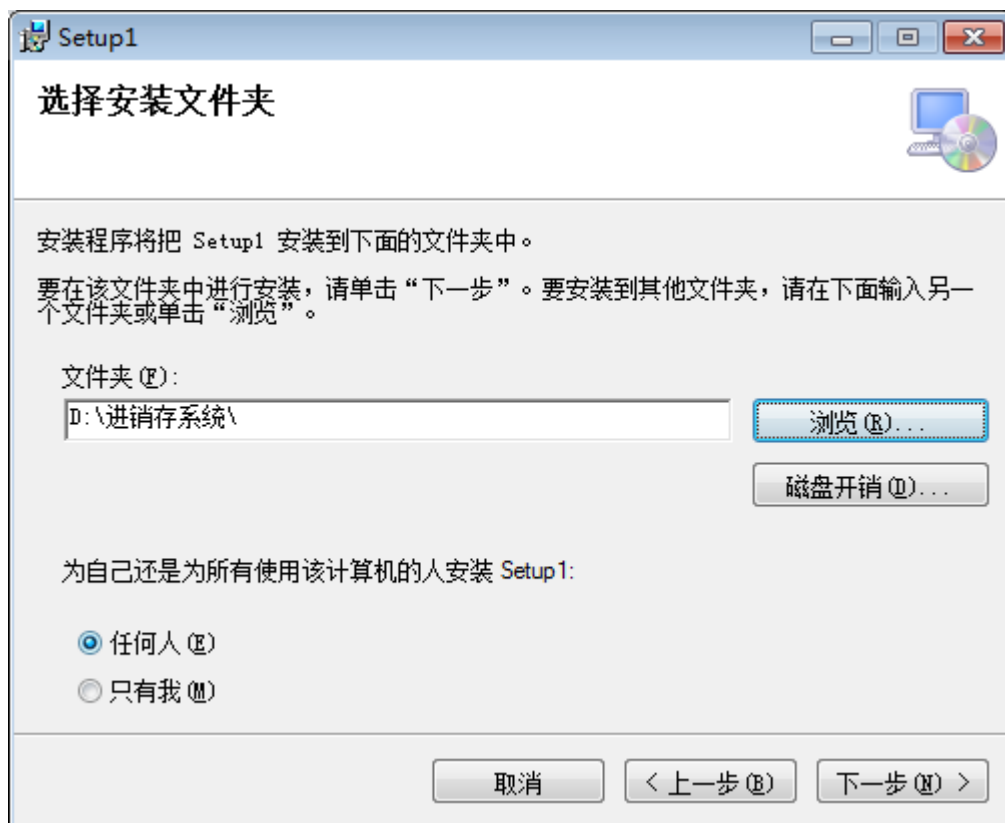 Setup1
选择安装文件夹
安装程序将把 Setup1 安装到下面的文件夹中。
要在该文件夹中进行安装，请单击“下一步”。要安装到其他文件夹，请在下面输入另一
个文件夹或单击“浏览”。
文件夹(F):
D:\进销存系统\
浏览(R)...
磁盘开销(D)...
为自己还是为所有使用该计算机的人安装 Setup1:
任何人(E)
只有我(M)
取消
< 上一步(B)
下一步(N) >